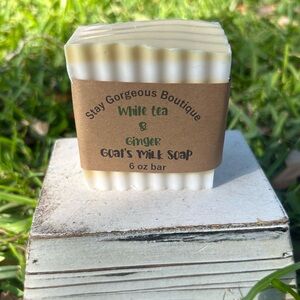 Stay Gorgeous Boutique
White tea
&
Ginger
Goat's Milk Soap
6 oz bar